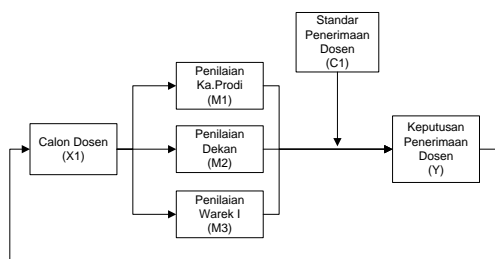 Standar
Penerimaan
Dosen
(C1)
Penilaian
Ka.Prodi
(M1)
Calon Dosen
(X1)
Penilaian
Dekan
(M2)
Keputusan
Penerimaan
Dosen
(Y)
Penilaian
Warek I
(M3)